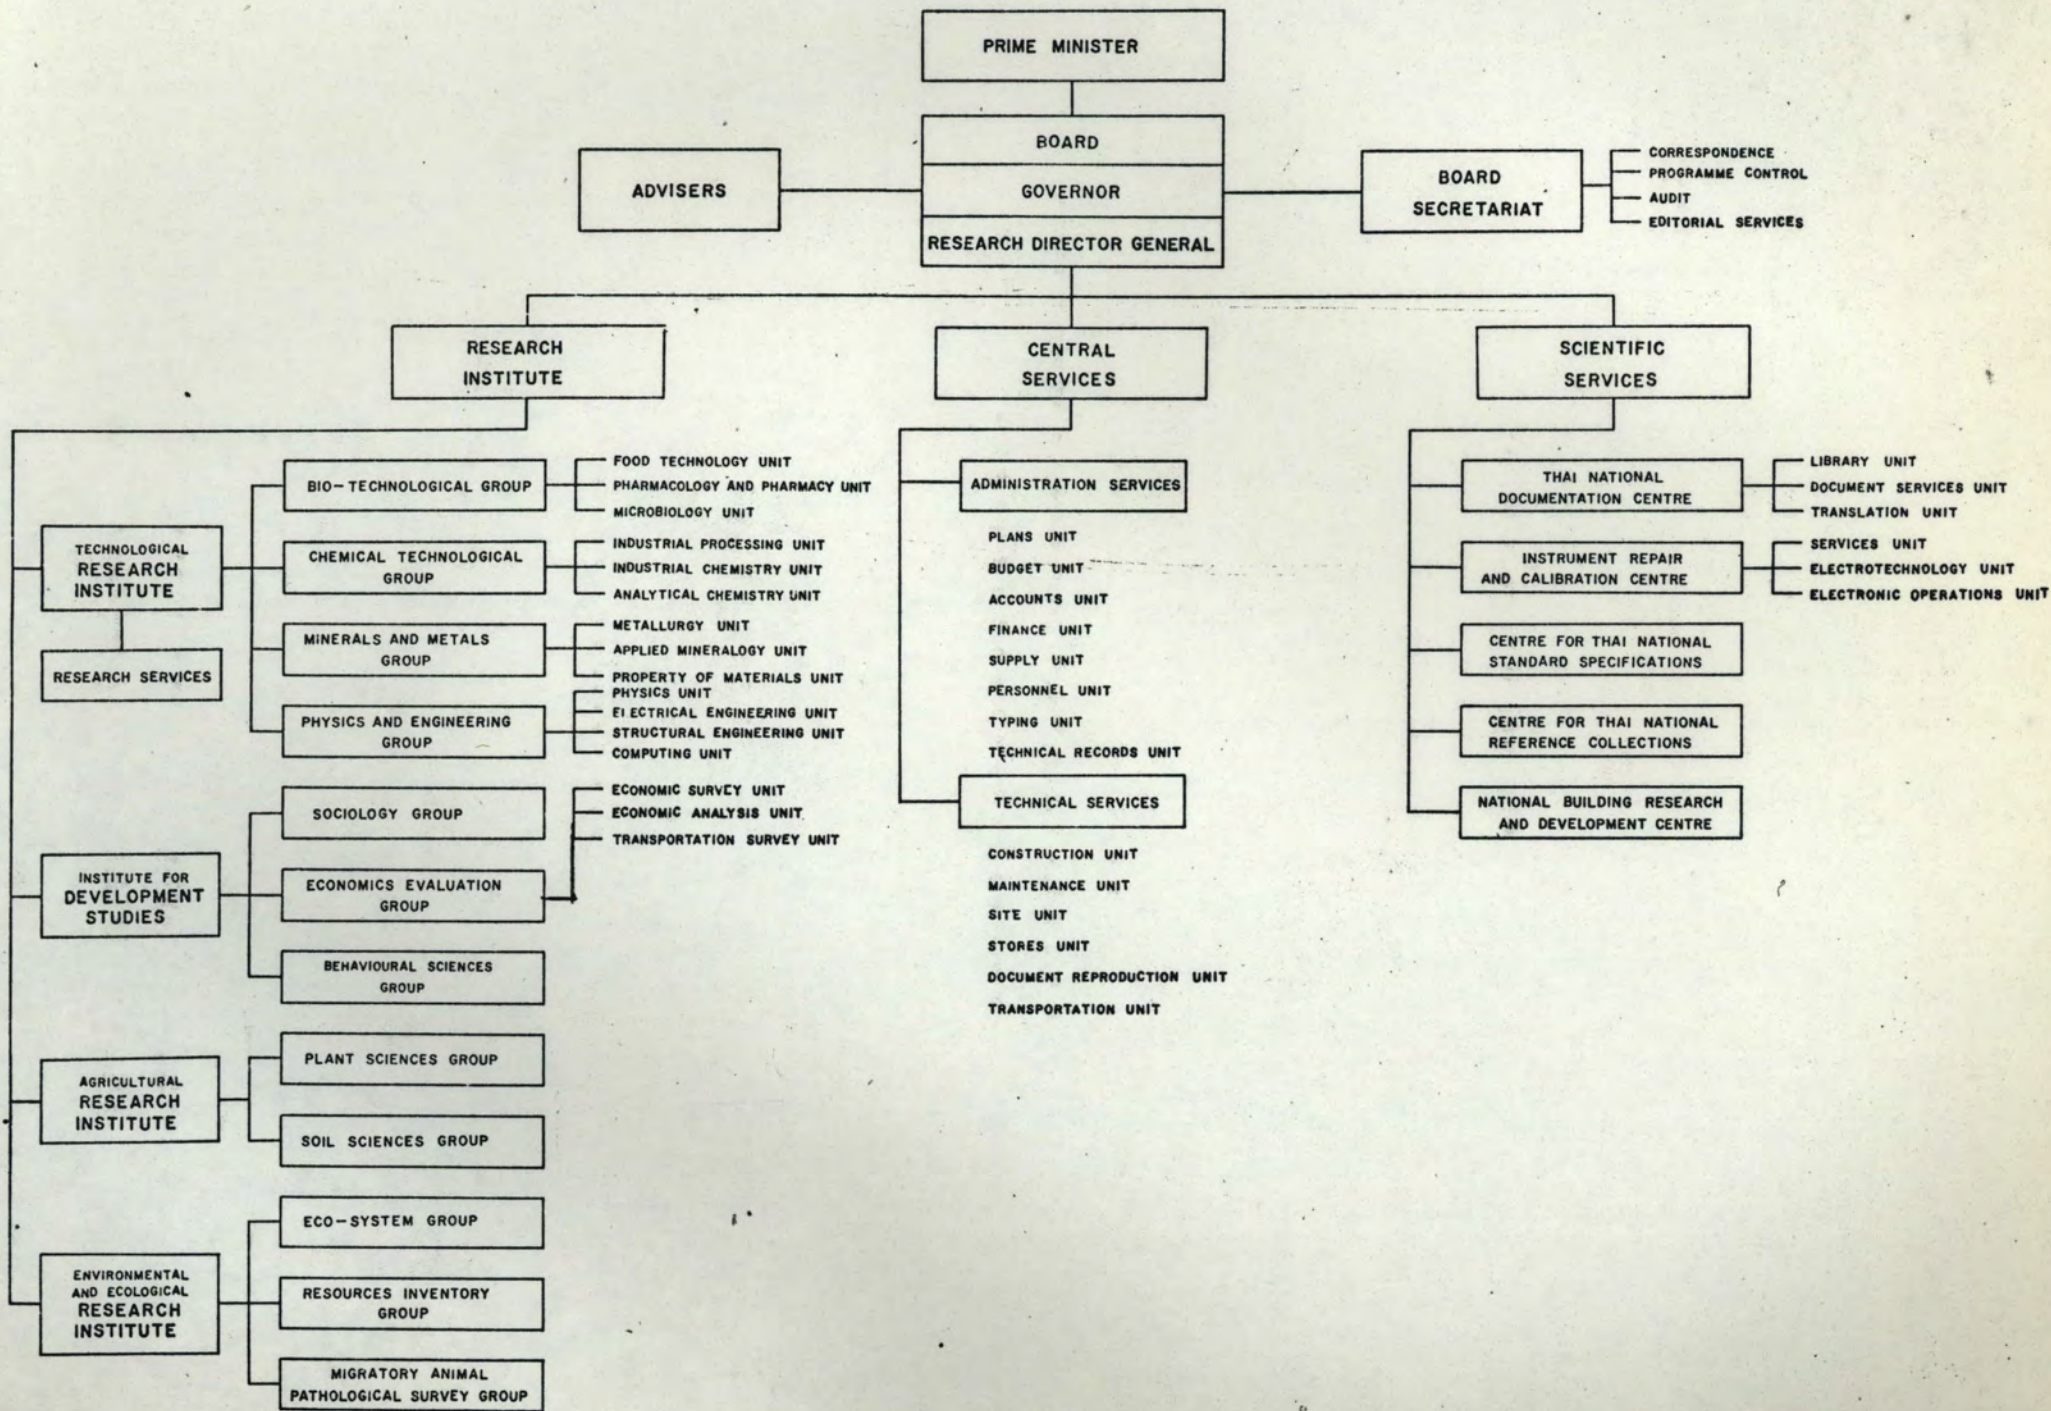 PRIME MINISTER
BOARD
GOVERNOR
RESEARCH DIRECTOR GENERAL
ADVISERS
BOARD
SECRETARIAT
CORRESPONDENCE
PROGRAMME CONTROL
AUDIT
EDITORIAL SERVICES
RESEARCH
INSTITUTE
CENTRAL
SERVICES
SCIENTIFIC
SERVICES
TECHNOLOGICAL
RESEARCH
INSTITUTE
RESEARCH SERVICES
BIO-TECHNOLOGICAL GROUP
FOOD TECHNOLOGY UNIT
PHARMACOLOGY AND PHARMACY UNIT
MICROBIOLOGY UNIT
CHEMICAL TECHNOLOGICAL
GROUP
INDUSTRIAL PROCESSING UNIT
INDUSTRIAL CHEMISTRY UNIT
ANALYTICAL CHEMISTRY UNIT
MINERALS AND METALS
GROUP
METALLURGY UNIT
APPLIED MINERALOGY UNIT
PROPERTY OF MATERIALS UNIT
PHYSICS AND ENGINEERING
GROUP
PHYSICS UNIT
ELECTRICAL ENGINEERING UNIT
STRUCTURAL ENGINEERING UNIT
COMPUTING UNIT
INSTITUTE FOR
DEVELOPMENT
STUDIES
SOCIOLOGY GROUP
ECONOMICS EVALUATION
GROUP
ECONOMIC SURVEY UNIT
ECONOMIC ANALYSIS UNIT
TRANSPORTATION SURVEY UNIT
BEHAVIOURAL SCIENCES
GROUP
AGRICULTURAL
RESEARCH
INSTITUTE
PLANT SCIENCES GROUP
SOIL SCIENCES GROUP
ENVIRONMENTAL
AND ECOLOGICAL
RESEARCH
INSTITUTE
ECO-SYSTEM GROUP
RESOURCES INVENTORY
GROUP
MIGRATORY ANIMAL
PATHOLOGICAL SURVEY GROUP
ADMINISTRATION SERVICES
PLANS UNIT
BUDGET UNIT
ACCOUNTS UNIT
FINANCE UNIT
SUPPLY UNIT
PERSONNEL UNIT
TYPING UNIT
TECHNICAL RECORDS UNIT
TECHNICAL SERVICES
CONSTRUCTION UNIT
MAINTENANCE UNIT
SITE UNIT
STORES UNIT
DOCUMENT REPRODUCTION UNIT
TRANSPORTATION UNIT
THAI NATIONAL
DOCUMENTATION CENTRE
LIBRARY UNIT
DOCUMENT SERVICES UNIT
TRANSLATION UNIT
INSTRUMENT REPAIR
AND CALIBRATION CENTRE
SERVICES UNIT
ELECTROTECHNOLOGY UNIT
ELECTRONIC OPERATIONS UNIT
CENTRE FOR THAI NATIONAL
STANDARD SPECIFICATIONS
CENTRE FOR THAI NATIONAL
REFERENCE COLLECTIONS
NATIONAL BUILDING RESEARCH
AND DEVELOPMENT CENTRE